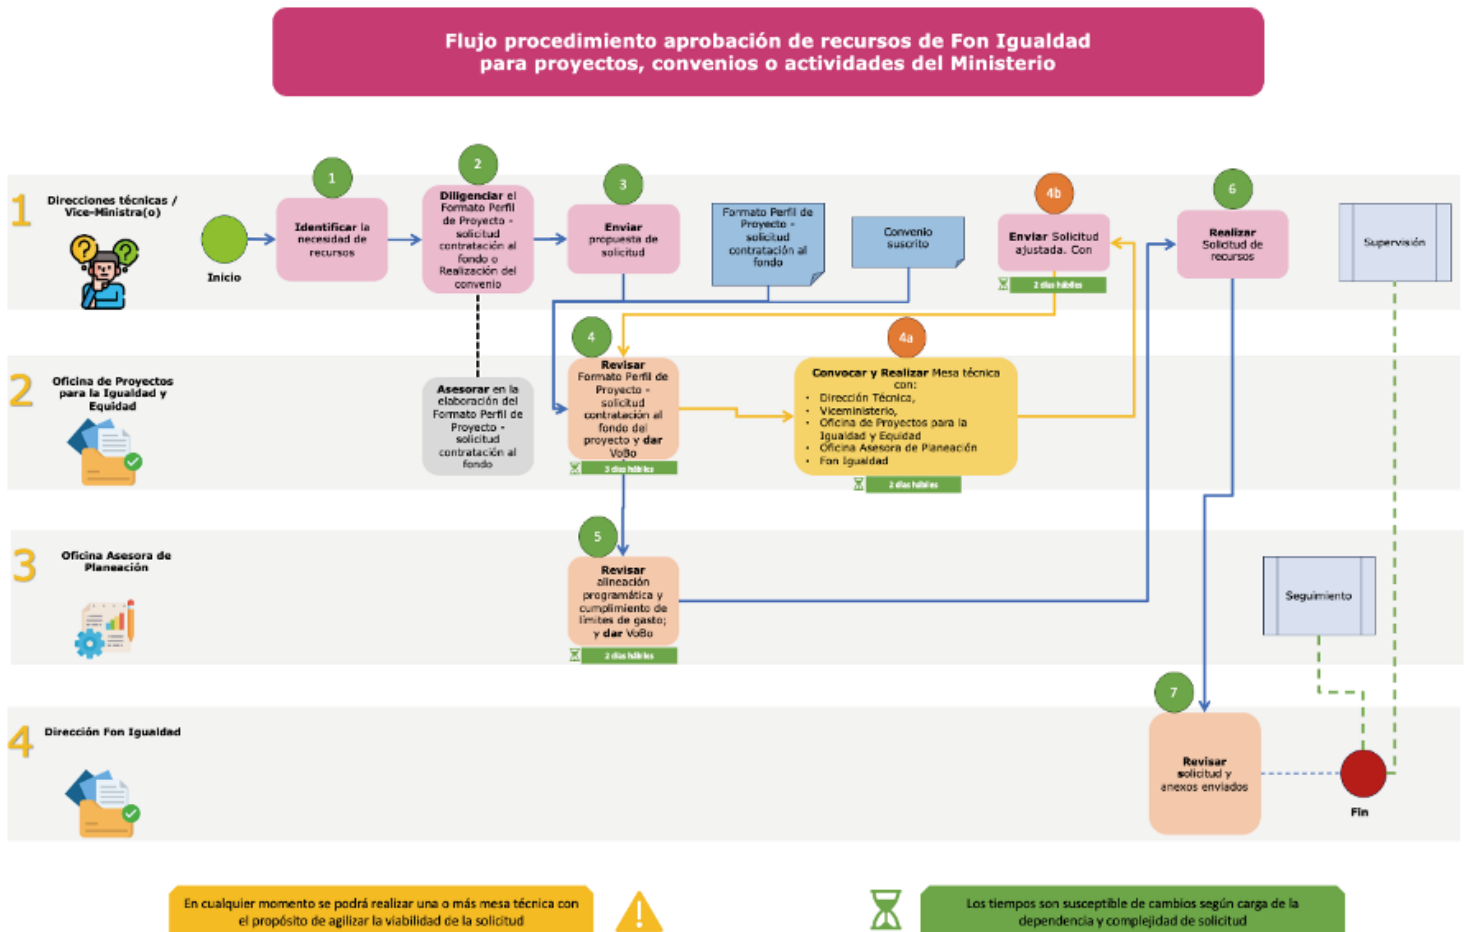 Flujo procedimiento aprobación de recursos de Fon Igualdad
para proyectos, convenios o actividades del Ministerio
1
Direcciones técnicas /
Vice-Ministra(o)
Inicio
1
Identificar la
necesidad de
recursos
2
Diligenciar el
Formato Perfil
de Proyecto -
solicitud
contratación al
fondo o
Realización del
convenio
3
Enviar
propuesta de
solicitud
Formato Perfil de
Proyecto -
solicitud
contratación al
fondo
Convenio
suscrito
4b
Enviar Solicitud
ajustada. Con
2 días hábiles
6
Realizar
Solicitud de
recursos
Supervisión
2
Oficina de Proyectos
para la Igualdad y
Equidad
Asesorar en la
elaboración del
Formato Perfil de
Proyecto -
solicitud
contratación al
fondo
4
Revisar
Formato Perfil de
Proyecto -
solicitud
contratación al
fondo del
proyecto y dar
VoBo
3 días hábiles
4a
Convocar y Realizar Mesa técnica
con:
• Dirección Técnica,
• Viceministerio,
• Oficina de Proyectos para la
Igualdad y Equidad
• Oficina Asesora de Planeación
• Fon Igualdad
2 días hábiles
3
Oficina Asesora de
Planeación
5
Revisar
alineación
programática y
cumplimiento de
límites de gasto;
y dar VoBo
2 días hábiles
Seguimiento
4
Dirección Fon Igualdad
7
Revisar
solicitud y
anexos enviados
Fin
En cualquier momento se podrá realizar una o más mesa técnica con
el propósito de agilizar la viabilidad de la solicitud
Los tiempos son susceptible de cambios según carga de la
dependencia y complejidad de solicitud